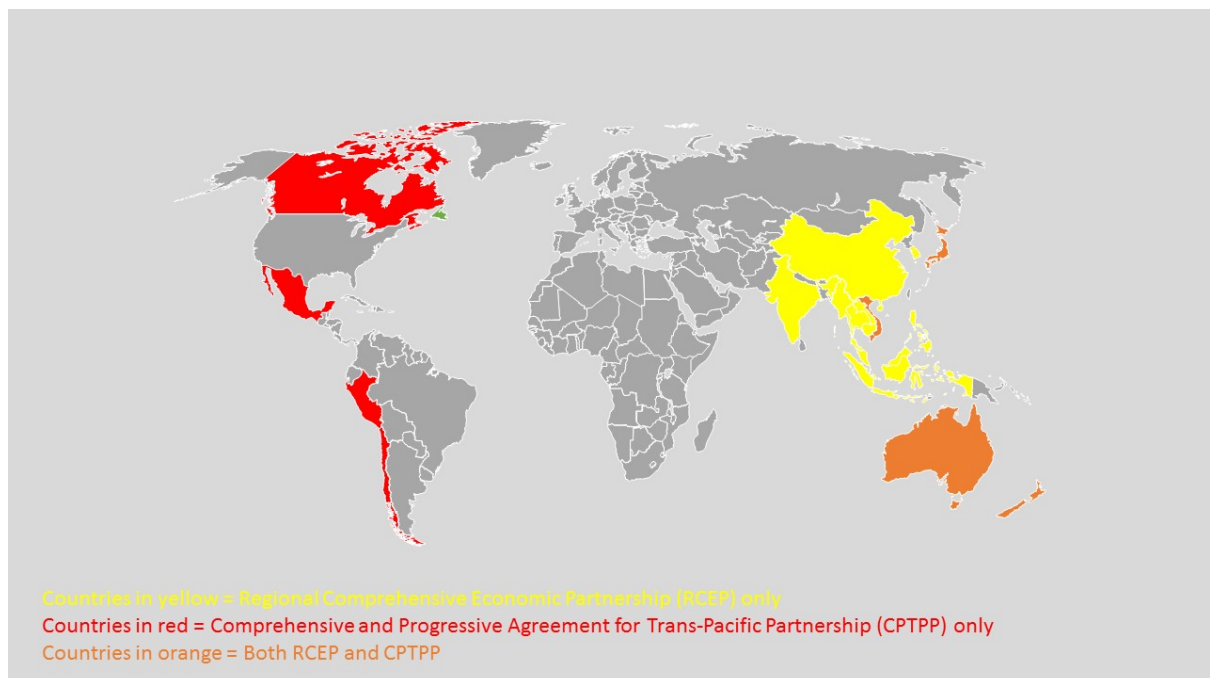 Countries in yellow = Regional Comprehensive Economic Partnership (RCEP) only
Countries in red = Comprehensive and Progressive Agreement for Trans-Pacific Partnership (CPTPP) only
Countries in orange = Both RCEP and CPTPP